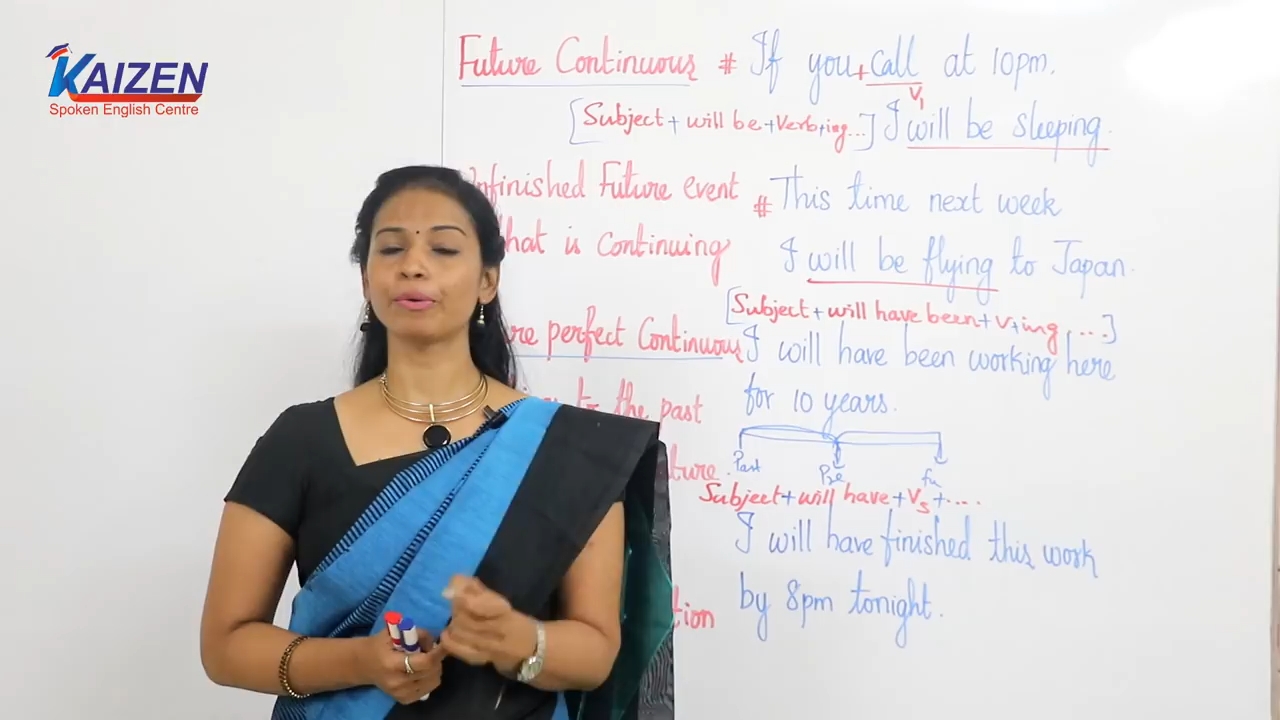 KAIZEN
Spoken English Centre
Future Continuous # If you + call at 10pm.
V1
[Subject + will be + Verb + ing...] I will be sleeping.
Unfinished Future event # This time next week
that is continuing I will be flying to Japan.
[Subject + will have been + V + ing ....]
perfect Continuous I will have been working here
to the past for 10 years.
Past Pre fu
Subject + will have + V5 + ....
I will have finished this work
by 8pm tonight.